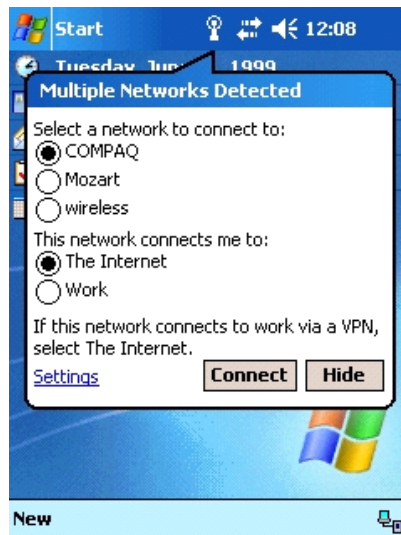 Start 12:08
Tuesday, June 1999
Multiple Networks Detected
Select a network to connect to:
COMPAQ
Mozart
wireless
This network connects me to:
The Internet
Work
If this network connects to work via a VPN,
select The Internet.
Settings Connect Hide
New